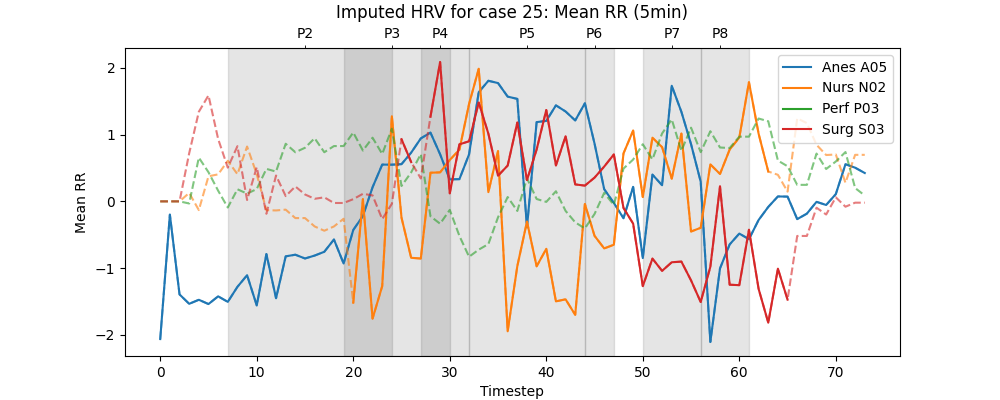 Imputed HRV for case 25: Mean RR (5min)
P2 P3 P4 P5 P6 P7 P8
Anes A05
Nurs N02
Perf P03
Surg S03
Mean RR
2
1
0
−1
−2
0 10 20 30 40 50 60 70
Timestep